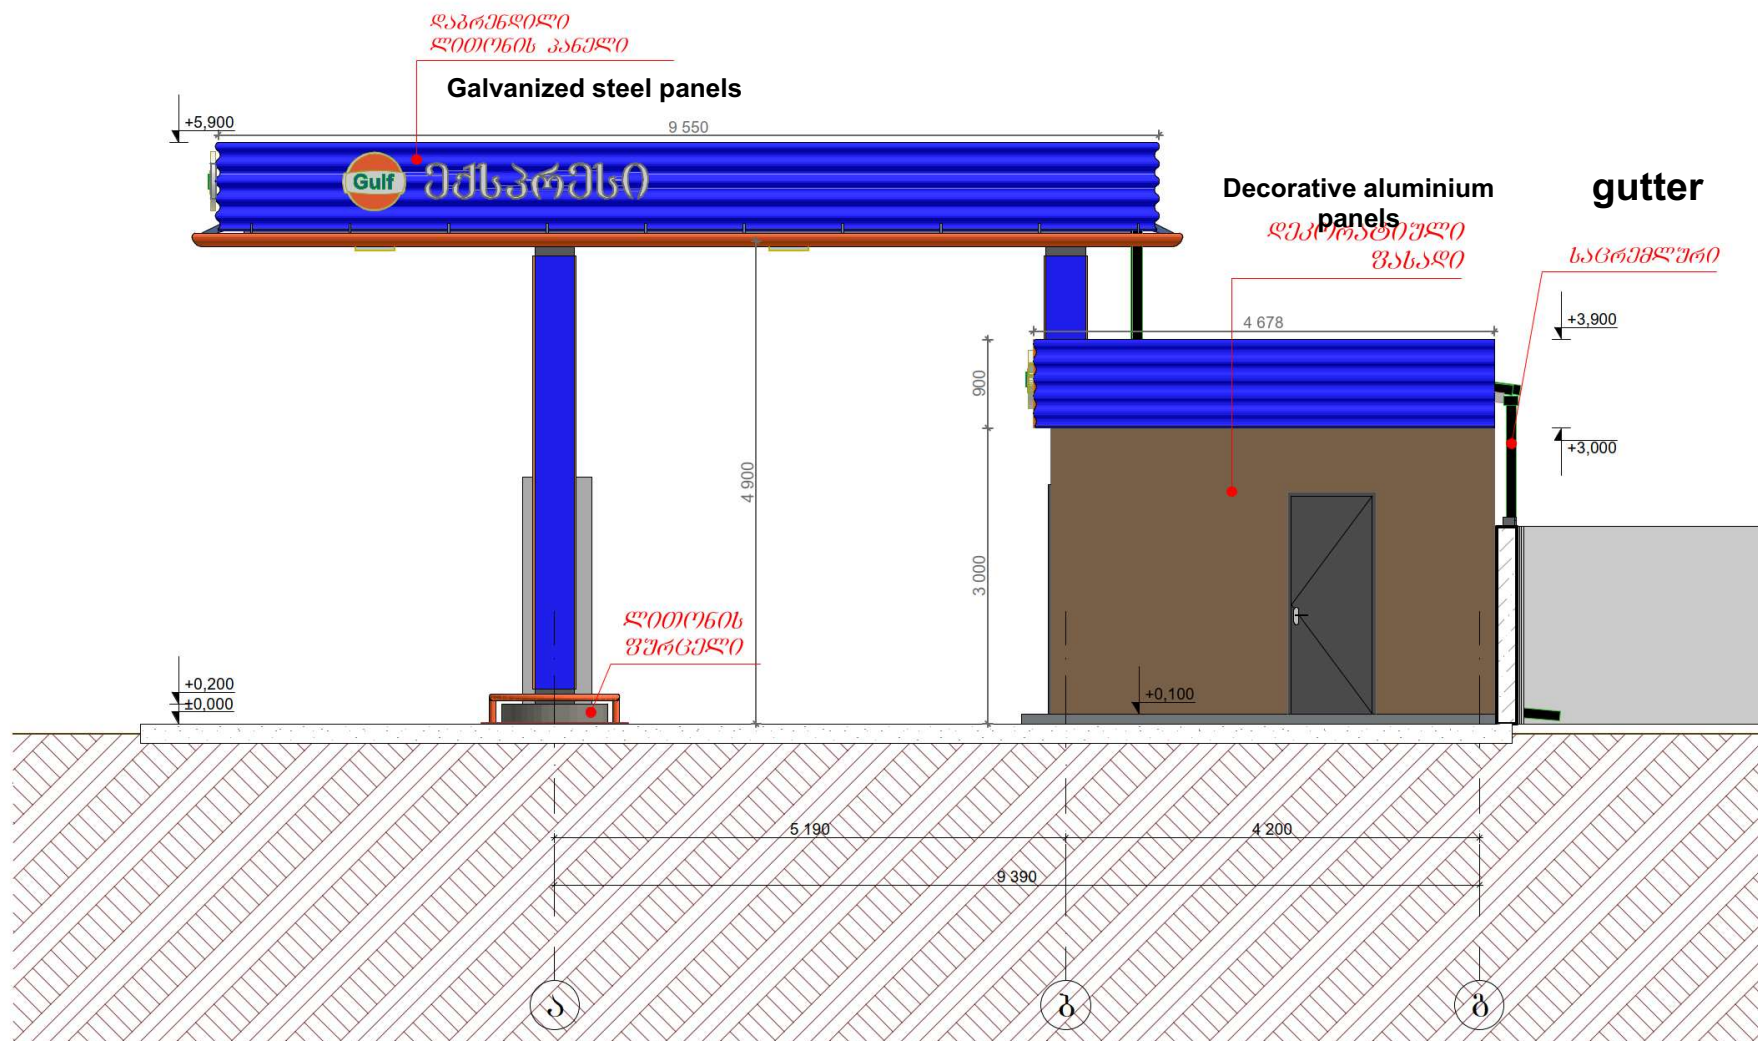 დაბრენდილი
ლითონის პანელი
Galvanized steel panels
+5,900
9 550
Gulf ექსპრესი
Decorative aluminium
panels
gutter
დეკორატიული
ფასადი
საცრემლური
4 678
+3,900
900
+3,000
4 900
3 000
ლითონის
ფურცელი
+0,200
±0,000
+0,100
5 190
4 200
9 390
ა
ბ
გ